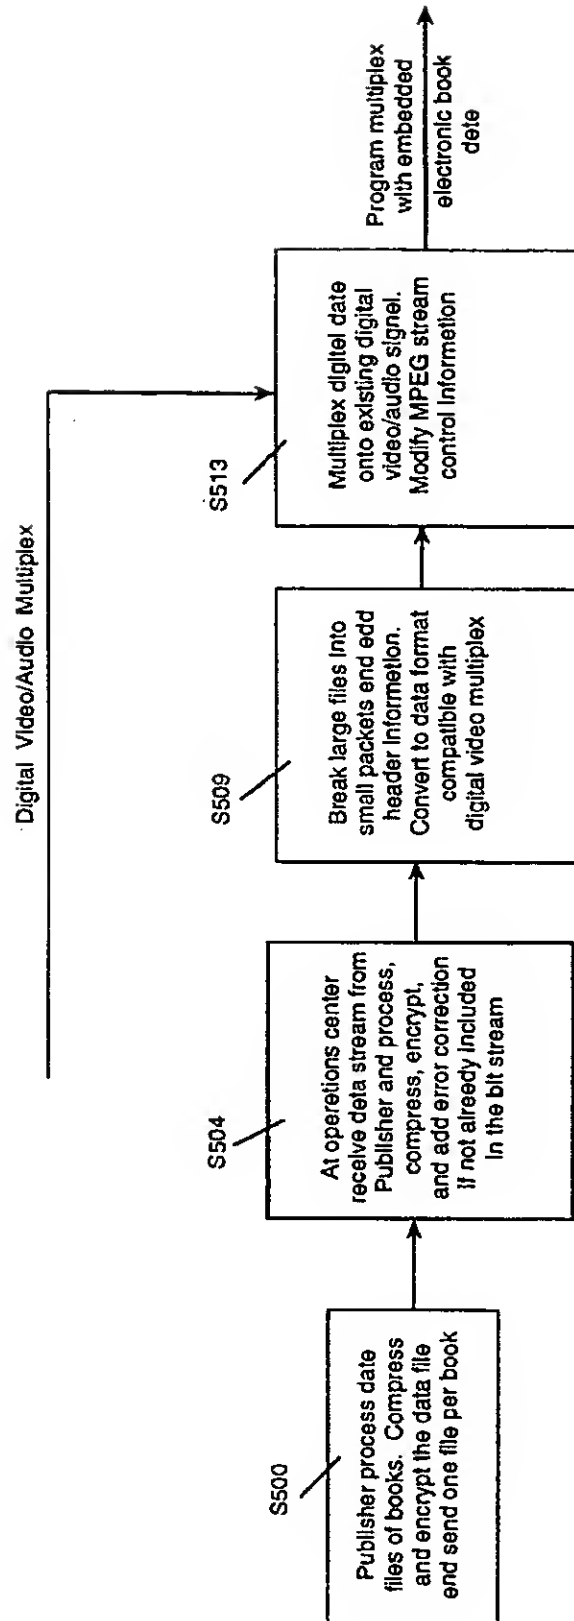 Digital Video/Audio Multiplex
S500
Publisher process date
files of books. Compress
and encrypt the data file
end send one file per book
S504
At operetions center
receive deta stream from
Publisher and process,
compress, encrypt,
and add error correction
if not already included
In the bit stream
S509
Break large files into
small packets end edd
header Information.
Convert to data format
compatible with
digital video multiplex
S513
Multiplex digitel date
onto existing digital
video/audio signel.
Modify MPEG stream
control Informetion
Program multiplex
with embedded
electronic book
dete